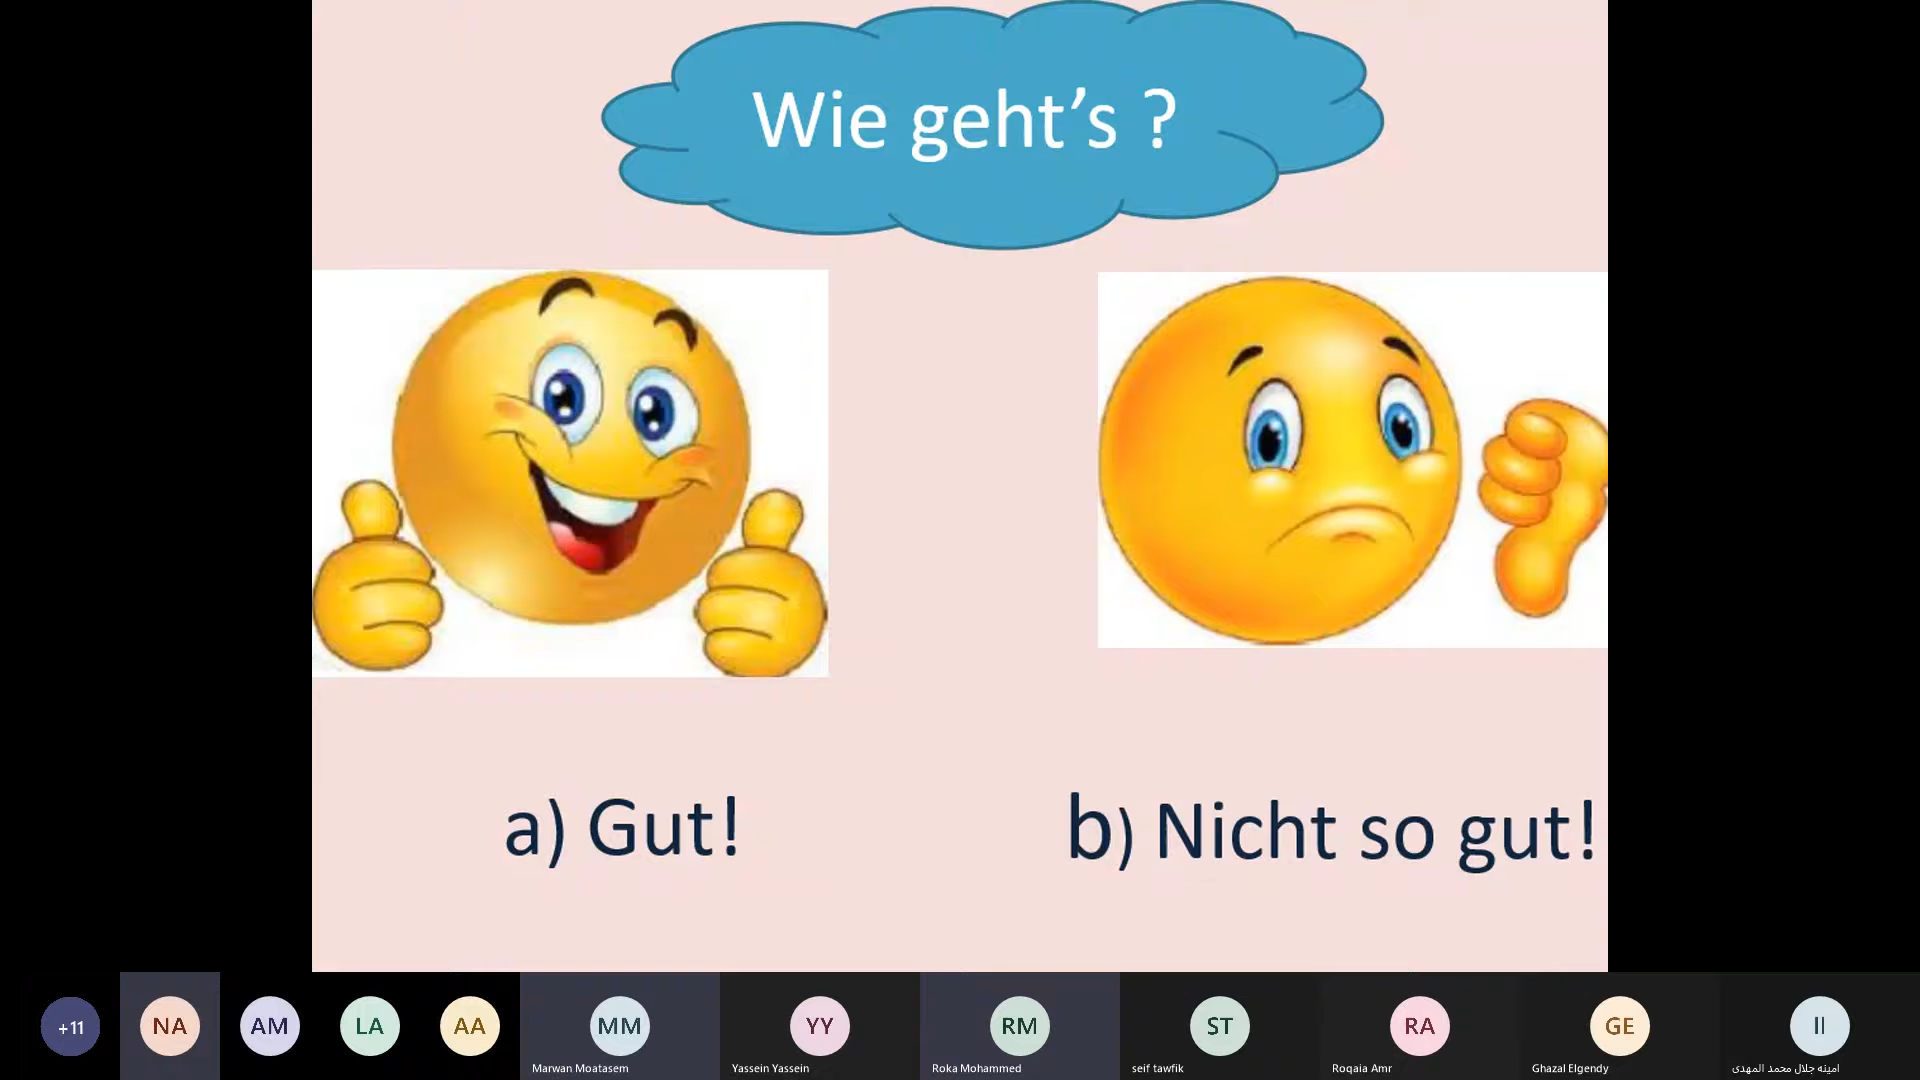 Wie geht’s ?
a) Gut!
b) Nicht so gut!
+11
NA
AM
LA
AA
MM
YY
RM
ST
RA
GE
II
Marwan Moatasem
Yassein Yassein
Roka Mohammed
seif tawfik
Roqaia Amr
Ghazal Elgendy
امينه جلال محمد المهدى